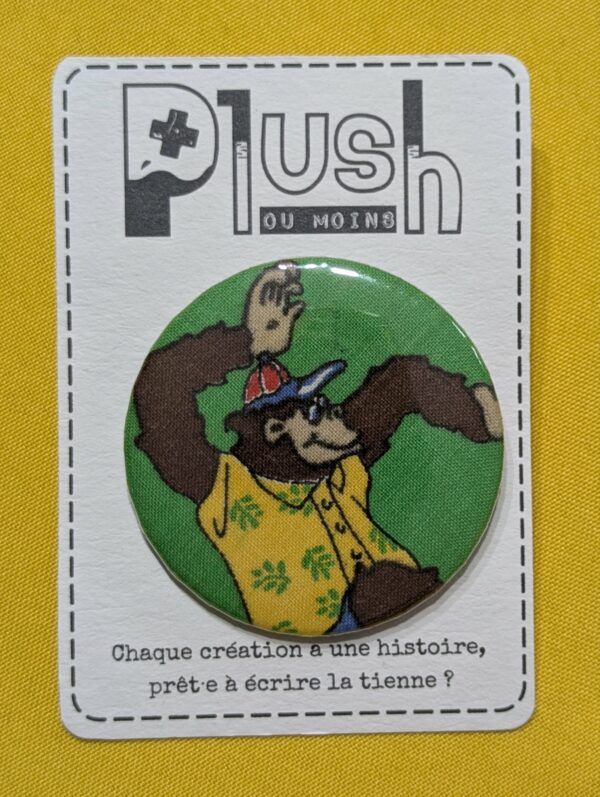 Plush
OU MOINS
Chaque création a une histoire,
prêt·e à écrire la tienne ?